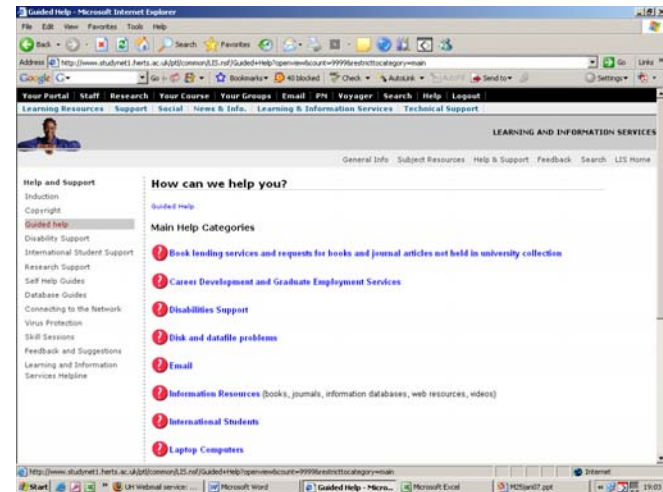 Guided Help - Microsoft Internet Explorer
File Edit View Favorites Tools Help
Back Search Favorites
Address http://www.studynet1.herts.ac.uk/ptl/common/LIS.nsf/Guided+Help?openview&count=9999&restricttocategory=main Go Links
Google G Go Bookmarks 40 blocked Check AutoLink Send to Settings
Your Portal Staff Research Your Course Your Groups Email PN Voyager Search Help Logout
Learning Resources Support Social News & Info. Learning & Information Services Technical Support
LEARNING AND INFORMATION SERVICES
General Info Subject Resources Help & Support Feedback Search LIS Home
Help and Support
Induction
Copyright
Guided help
Disability Support
International Student Support
Research Support
Self Help Guides
Database Guides
Connecting to the Network
Virus Protection
Skill Sessions
Feedback and Suggestions
Learning and Information
Services Helpline
How can we help you?
Guided Help
Main Help Categories
Book lending services and requests for books and journal articles not held in university collection
Career Development and Graduate Employment Services
Disabilities Support
Disk and datafile problems
Email
Information Resources (books, journals, information databases, web resources, videos)
International Students
Laptop Computers
http://www.studynet1.herts.ac.uk/ptl/common/LIS.nsf/Guided+Help?openview&count=9999&restricttocategory=main Internet
Start UH Webmail service: ... Microsoft Word Guided Help - Micro... Microsoft Excel M25Jan07.ppt 19:03